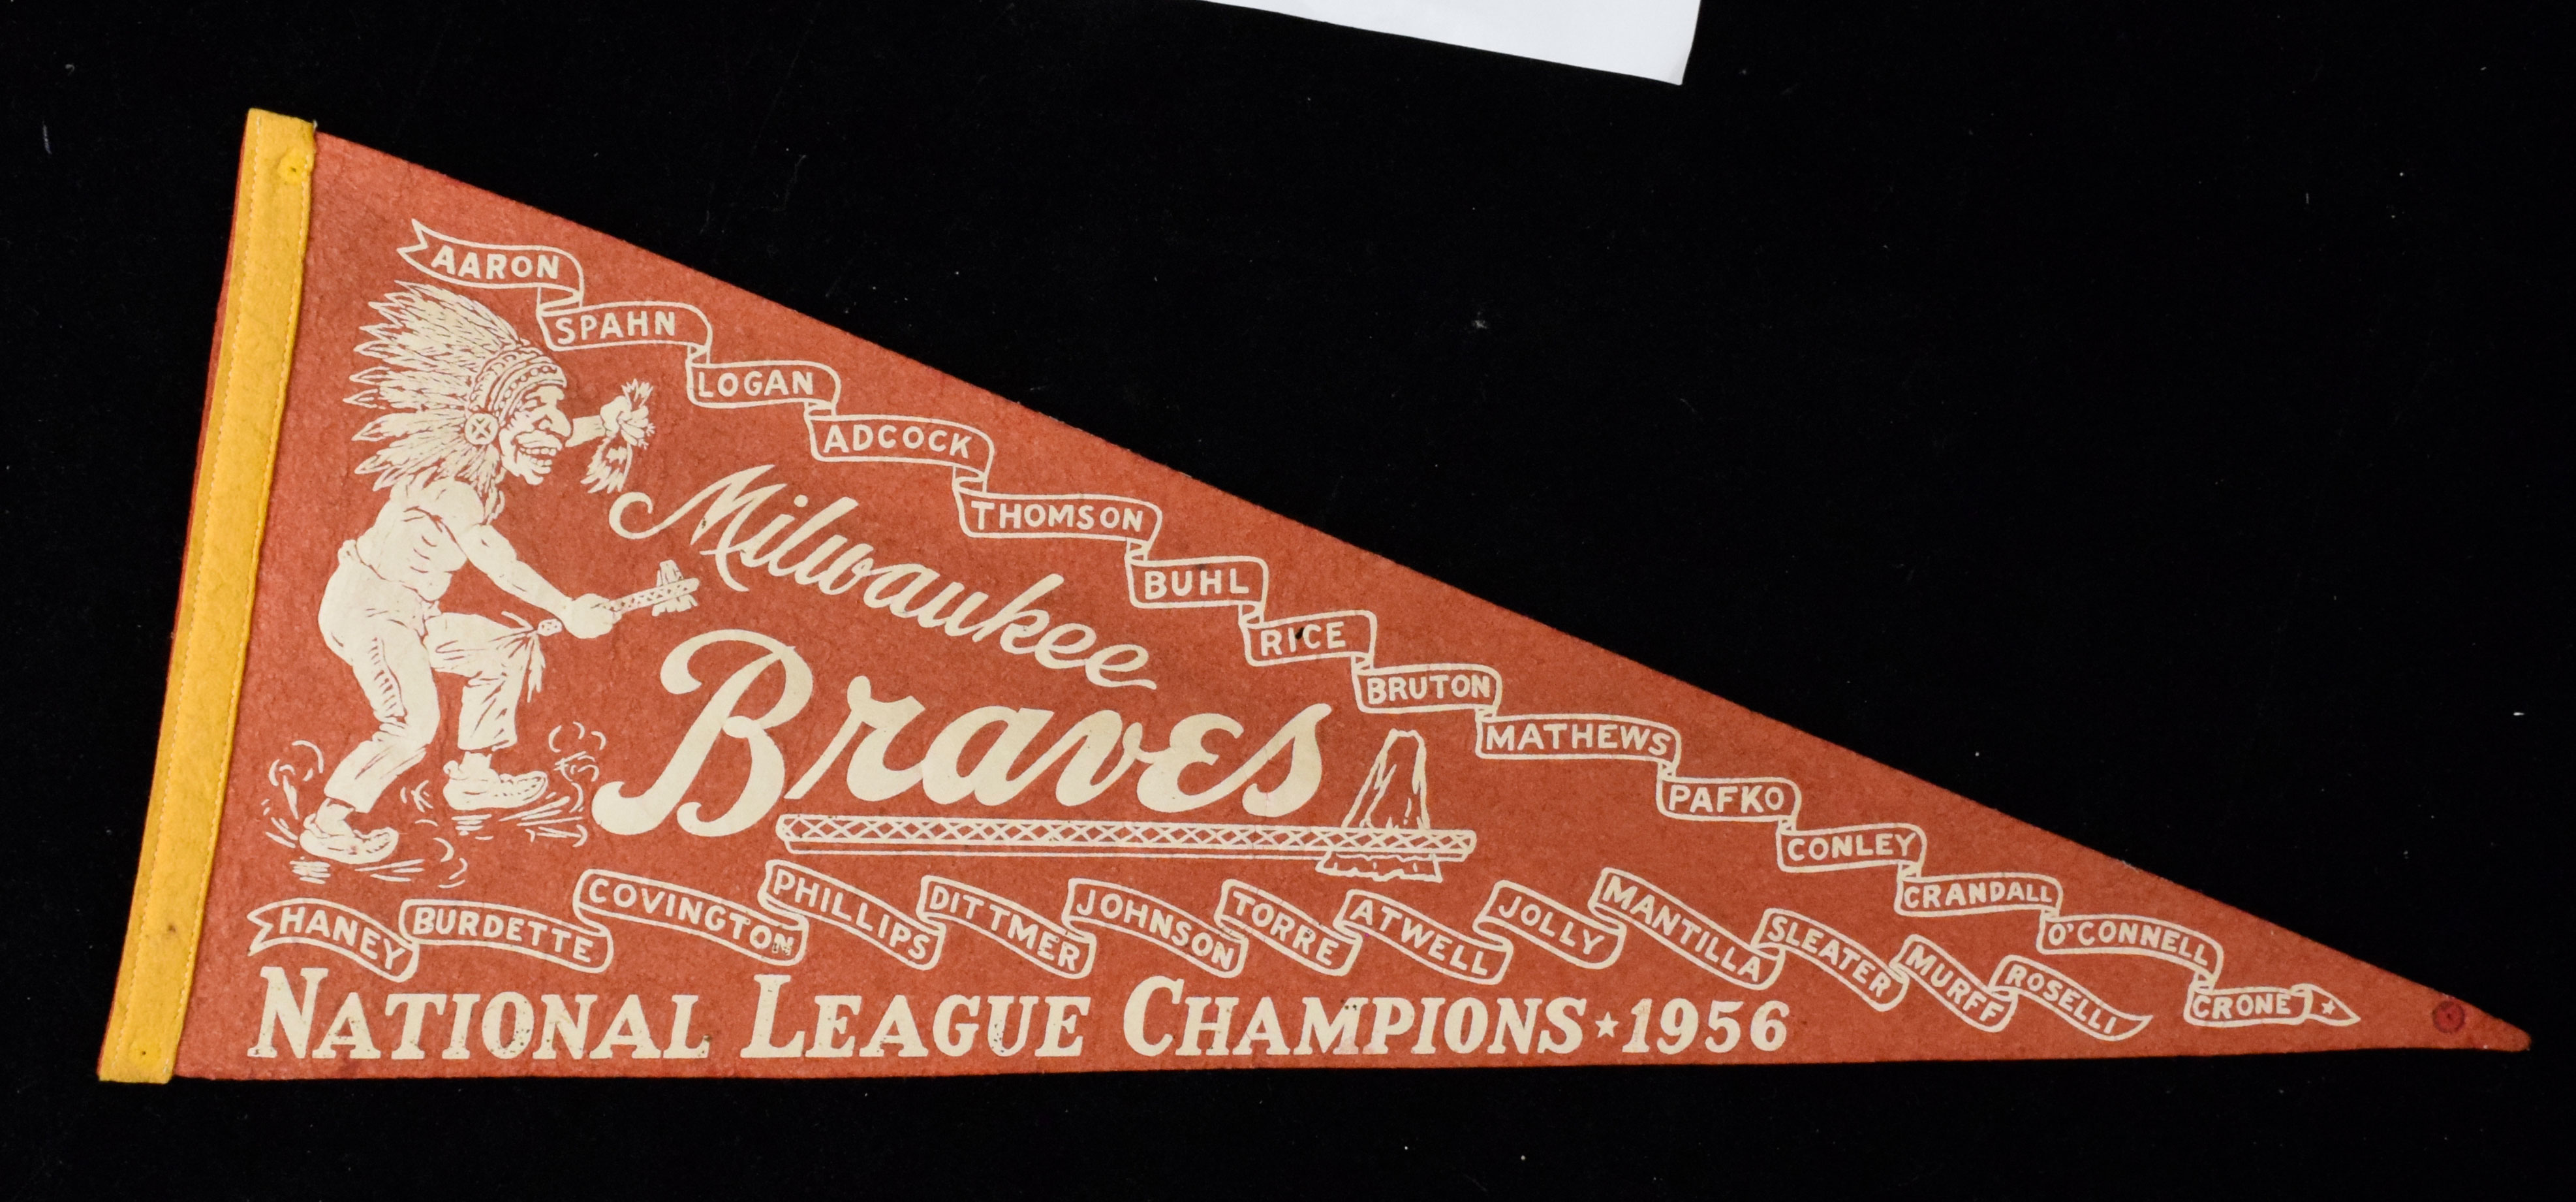 AARON
SPAHN
LOGAN
ADCOCK
THOMSON
BUHL
RICE
BRUTON
MATHEWS
PAFKO
CONLEY
CRANDALL
O'CONNELL
CRONE
Milwaukee
Braves
HANEY
BURDETTE
COVINGTON
PHILLIPS
DITTMER
JOHNSON
TORRE
ATWELL
JOLLY
MANTILLA
SLEATER
MURFF
ROSELLI
NATIONAL LEAGUE CHAMPIONS ★ 1956